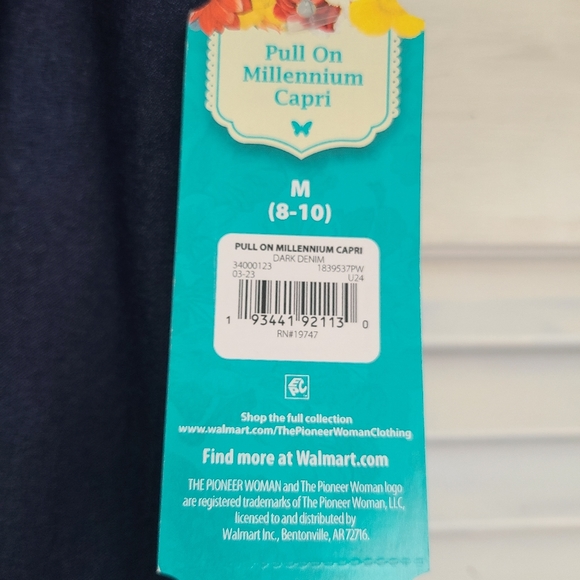 Pull On
Millennium
Capri
M
(8-10)
PULL ON MILLENNIUM CAPRI
DARK DENIM
34000123 1839537PW
03-23 U24
1 93441 92113 0
RN#19747
Shop the full collection
www.walmart.com/ThePioneerWomanClothing
Find more at Walmart.com
THE PIONEER WOMAN and The Pioneer Woman logo
are registered trademarks of The Pioneer Woman, LLC,
licensed to and distributed by
Walmart Inc., Bentonville, AR 72716.